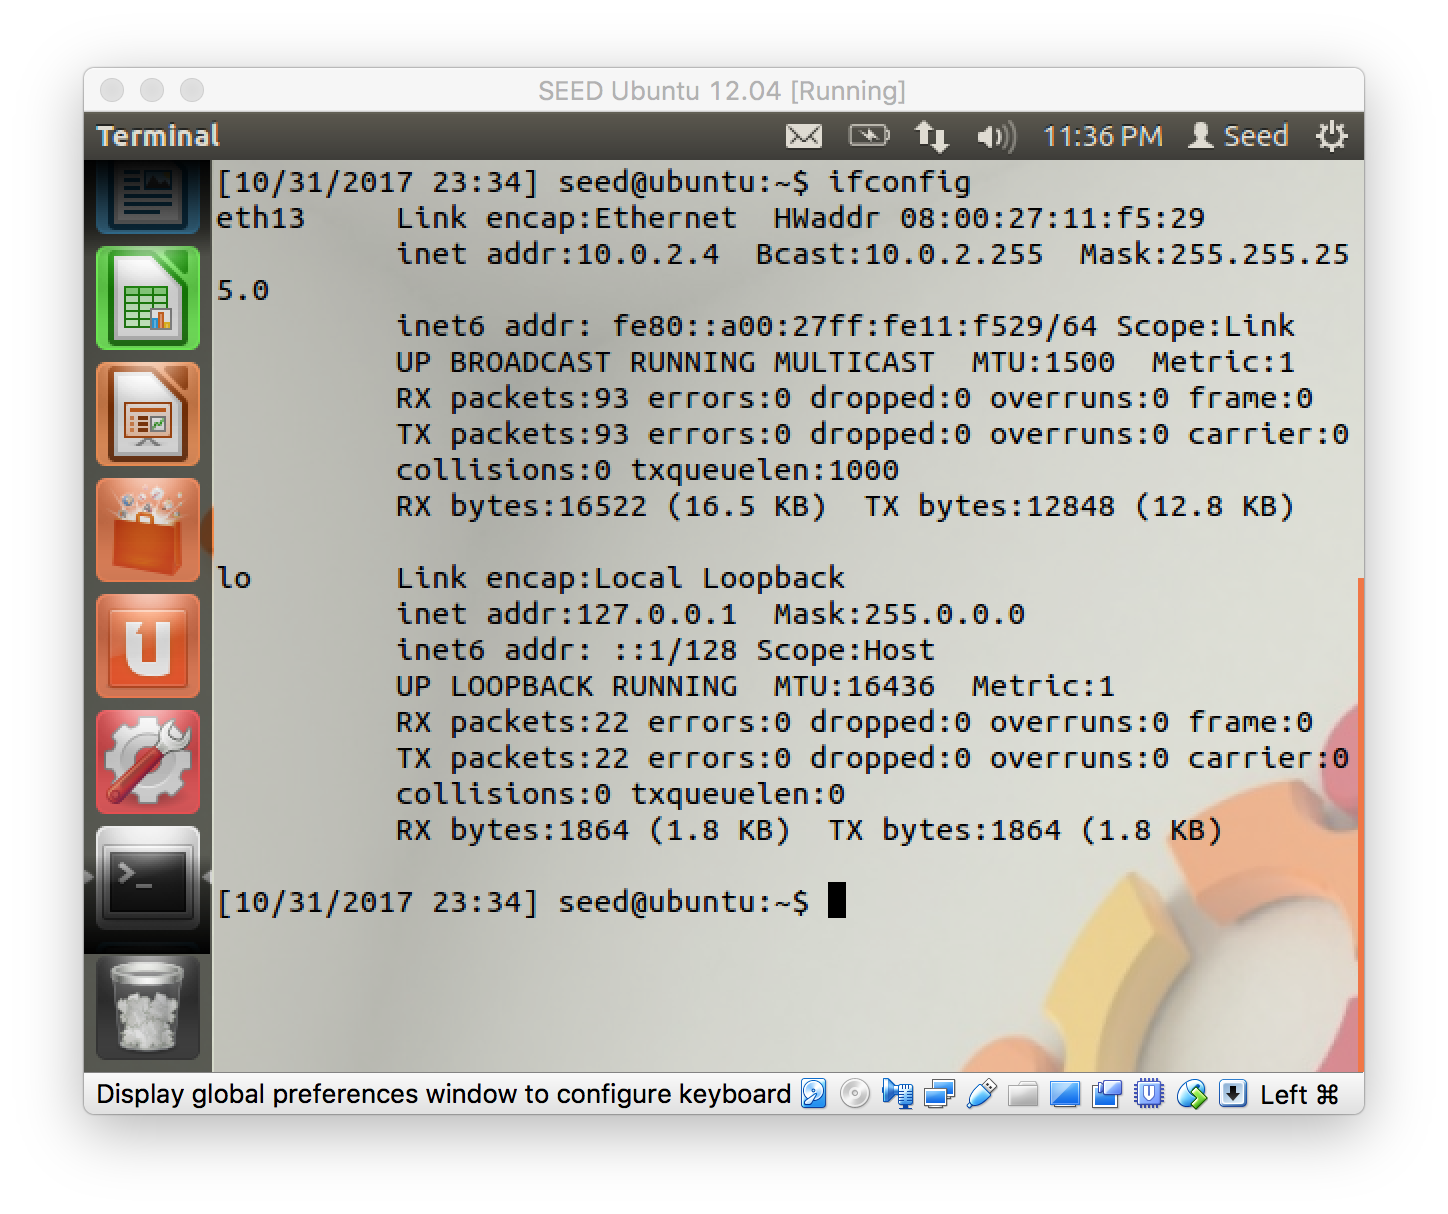 SEED Ubuntu 12.04 [Running]
Terminal 11:36 PM Seed
[10/31/2017 23:34] seed@ubuntu:~$ ifconfig
eth13     Link encap:Ethernet  HWaddr 08:00:27:11:f5:29
          inet addr:10.0.2.4  Bcast:10.0.2.255  Mask:255.255.25
5.0
          inet6 addr: fe80::a00:27ff:fe11:f529/64 Scope:Link
          UP BROADCAST RUNNING MULTICAST  MTU:1500  Metric:1
          RX packets:93 errors:0 dropped:0 overruns:0 frame:0
          TX packets:93 errors:0 dropped:0 overruns:0 carrier:0
          collisions:0 txqueuelen:1000
          RX bytes:16522 (16.5 KB)  TX bytes:12848 (12.8 KB)
lo        Link encap:Local Loopback
          inet addr:127.0.0.1  Mask:255.0.0.0
          inet6 addr: ::1/128 Scope:Host
          UP LOOPBACK RUNNING  MTU:16436  Metric:1
          RX packets:22 errors:0 dropped:0 overruns:0 frame:0
          TX packets:22 errors:0 dropped:0 overruns:0 carrier:0
          collisions:0 txqueuelen:0
          RX bytes:1864 (1.8 KB)  TX bytes:1864 (1.8 KB)
[10/31/2017 23:34] seed@ubuntu:~$
Display global preferences window to configure keyboard Left ⌘